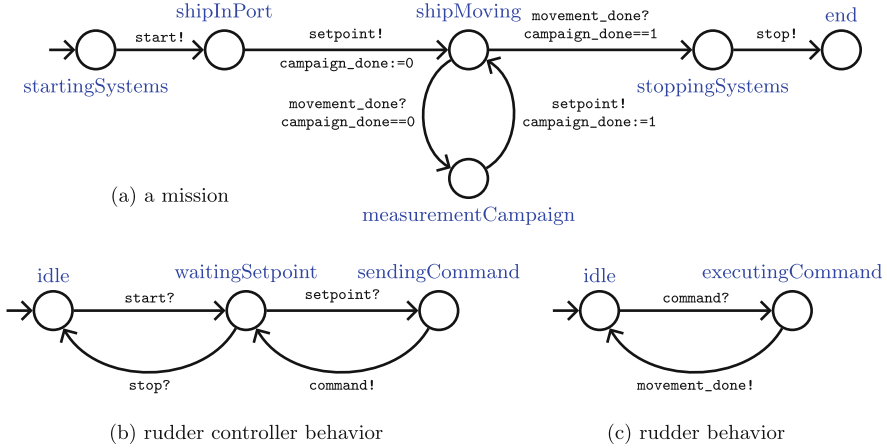 shipInPort
shipMoving
end
start!
setpoint!
campaign_done:=0
movement_done?
campaign_done==1
stop!
startingSystems
stoppingSystems
movement_done?
campaign_done==0
setpoint!
campaign_done:=1
(a) a mission
measurementCampaign
idle
waitingSetpoint
sendingCommand
start?
setpoint?
stop?
command!
(b) rudder controller behavior
idle
executingCommand
command?
movement_done!
(c) rudder behavior